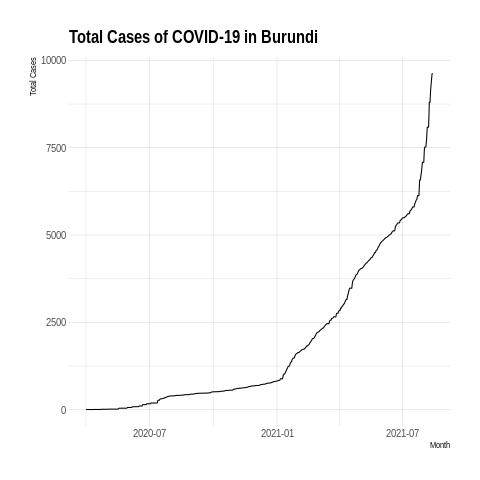 Total Cases of COVID-19 in Burundi
Total Cases
10000
7500
5000
2500
0
2020-07
2021-01
2021-07
Month